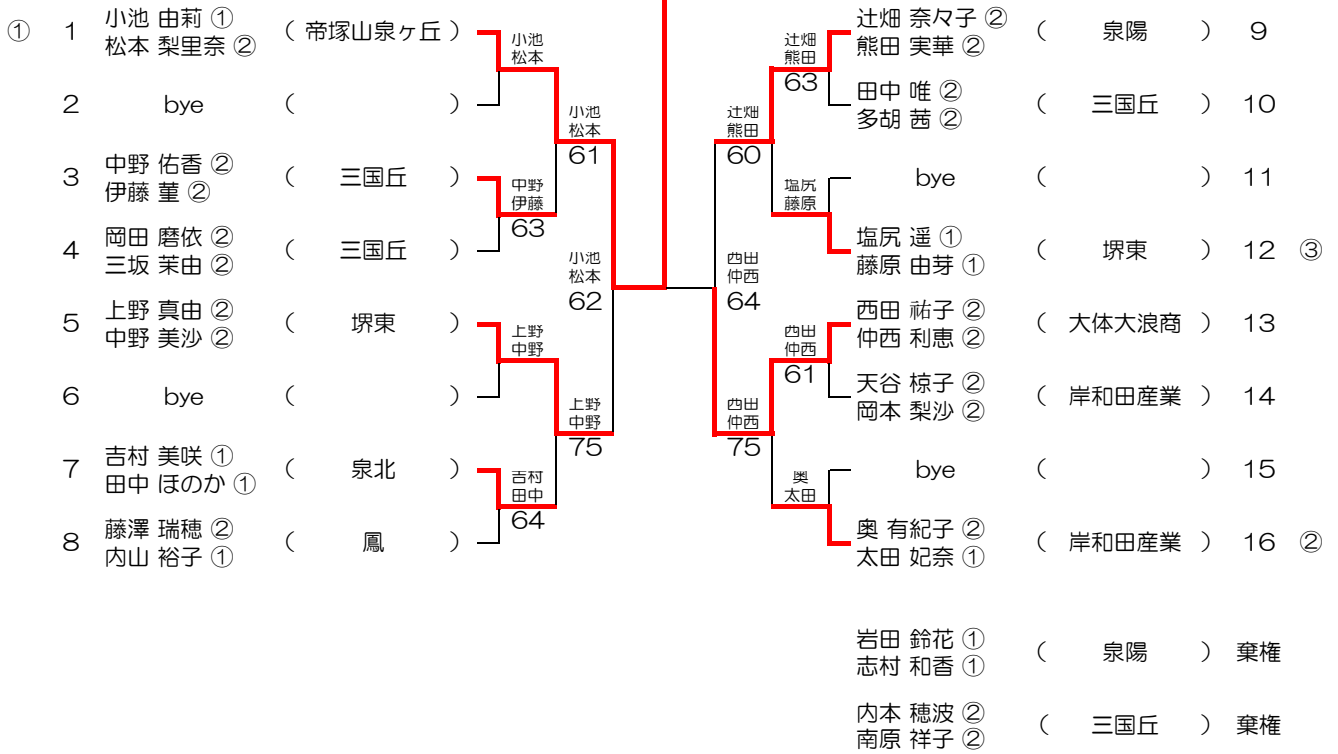 ① 1 小池 由莉 ① ( 帝塚山泉ヶ丘 )
松本 梨里奈 ②
2 bye ( )
3 中野 佑香 ② ( 三国丘 )
伊藤 菫 ②
4 岡田 磨依 ② ( 三国丘 )
三坂 茉由 ②
5 上野 真由 ② ( 堺東 )
中野 美沙 ②
6 bye ( )
7 吉村 美咲 ① ( 泉北 )
田中 ほのか ①
8 藤澤 瑞穂 ② ( 鳳 )
内山 裕子 ①
小池
松本
中野
伊藤
63
上野
中野
吉村
田中
64
小池
松本
61
上野
中野
75
小池
松本
62
西田
仲西
64
辻畑
熊田
60
西田
仲西
75
辻畑
熊田
63
塩尻
藤原
西田
仲西
61
奥
太田
辻畑 奈々子 ② ( 泉陽 ) 9
熊田 実華 ②
田中 唯 ② ( 三国丘 ) 10
多胡 茜 ②
bye ( ) 11
塩尻 遥 ① ( 堺東 ) 12 ③
藤原 由芽 ①
西田 祐子 ② ( 大体大浪商 ) 13
仲西 利恵 ②
天谷 椋子 ② ( 岸和田産業 ) 14
岡本 梨沙 ②
bye ( ) 15
奥 有紀子 ② ( 岸和田産業 ) 16 ②
太田 妃奈 ①
岩田 鈴花 ① ( 泉陽 ) 棄権
志村 和香 ①
内本 穂波 ② ( 三国丘 ) 棄権
南原 祥子 ②